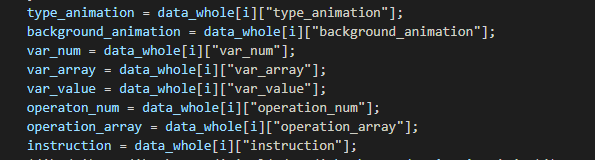 type_animation = data_whole[i]["type_animation"];
background_animation = data_whole[i]["background_animation"];
var_num = data_whole[i]["var_num"];
var_array = data_whole[i]["var_array"];
var_value = data_whole[i]["var_value"];
operaton_num = data_whole[i]["operation_num"];
operation_array = data_whole[i]["operation_array"];
instruction = data_whole[i]["instruction"];